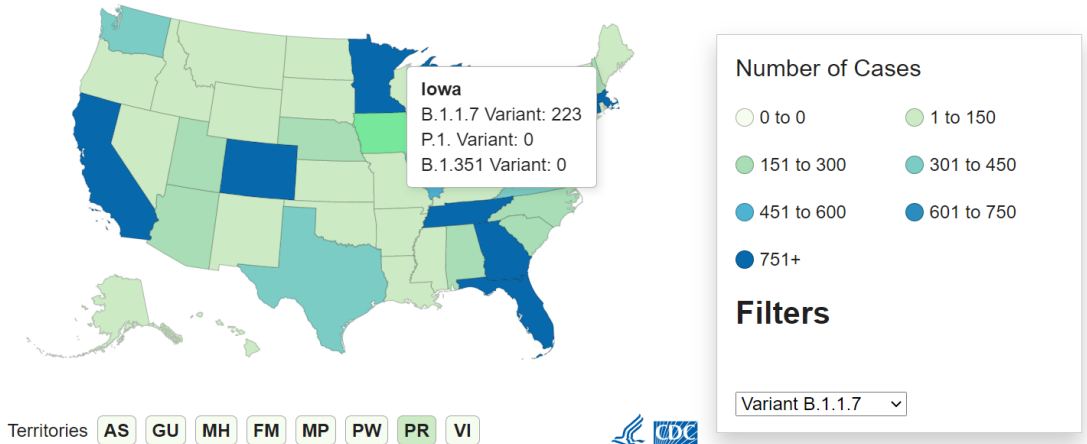 Iowa
B.1.1.7 Variant: 223
P.1. Variant: 0
B.1.351 Variant: 0
Number of Cases
0 to 0
1 to 150
151 to 300
301 to 450
451 to 600
601 to 750
751+
Filters
Variant B.1.1.7
Territories AS GU MH FM MP PW PR VI
CDC